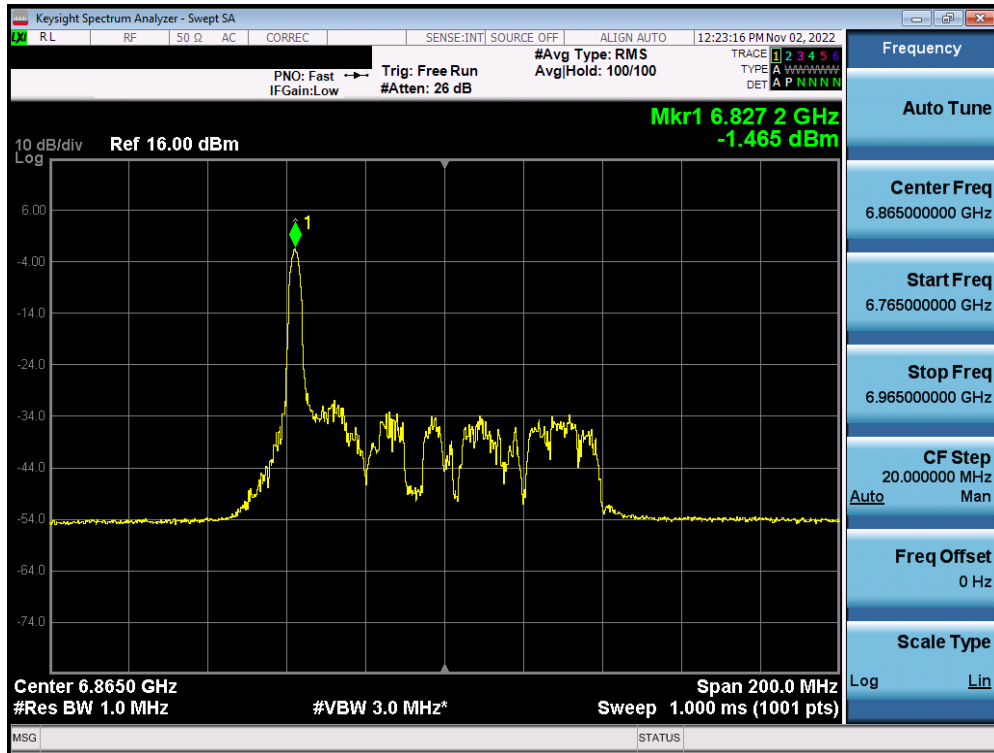 Keysight Spectrum Analyzer - Swept SA
LXI RL RF 50 Ω AC CORREC SENSE:INT SOURCE OFF ALIGN AUTO 12:23:16 PM Nov 02, 2022
PNO: Fast
IFGain:Low
Trig: Free Run
#Atten: 26 dB
#Avg Type: RMS
Avg|Hold: 100/100
TRACE 1 2 3 4 5 6
TYPE A W W W W W
DET A P N N N N
Mkr1 6.827 2 GHz
-1.465 dBm
10 dB/div Ref 16.00 dBm
Log
1
6.00
-4.00
-14.0
-24.0
-34.0
-44.0
-54.0
-64.0
-74.0
Center 6.8650 GHz Span 200.0 MHz
#Res BW 1.0 MHz #VBW 3.0 MHz* Sweep 1.000 ms (1001 pts)
MSG STATUS
Frequency
Auto Tune
Center Freq
6.865000000 GHz
Start Freq
6.765000000 GHz
Stop Freq
6.965000000 GHz
CF Step
20.000000 MHz
Auto Man
Freq Offset
0 Hz
Scale Type
Log Lin